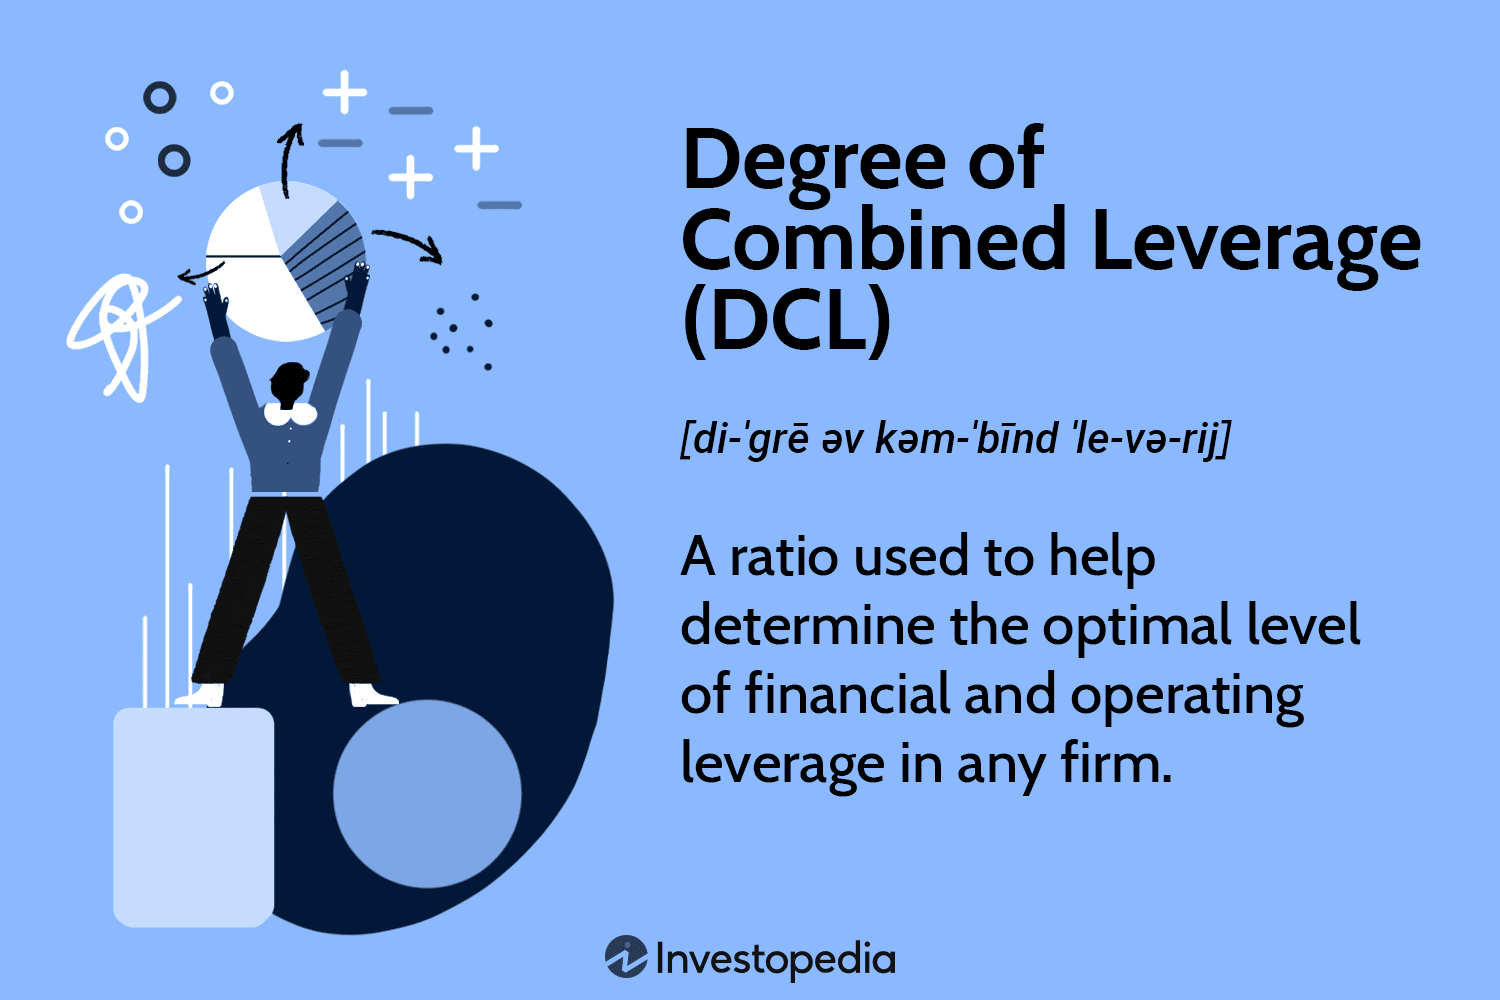 Degree of
Combined Leverage
(DCL)
[di-ˈgrē əv kəm-ˈbīnd ˈle-və-rij]
A ratio used to help
determine the optimal level
of financial and operating
leverage in any firm.
Investopedia